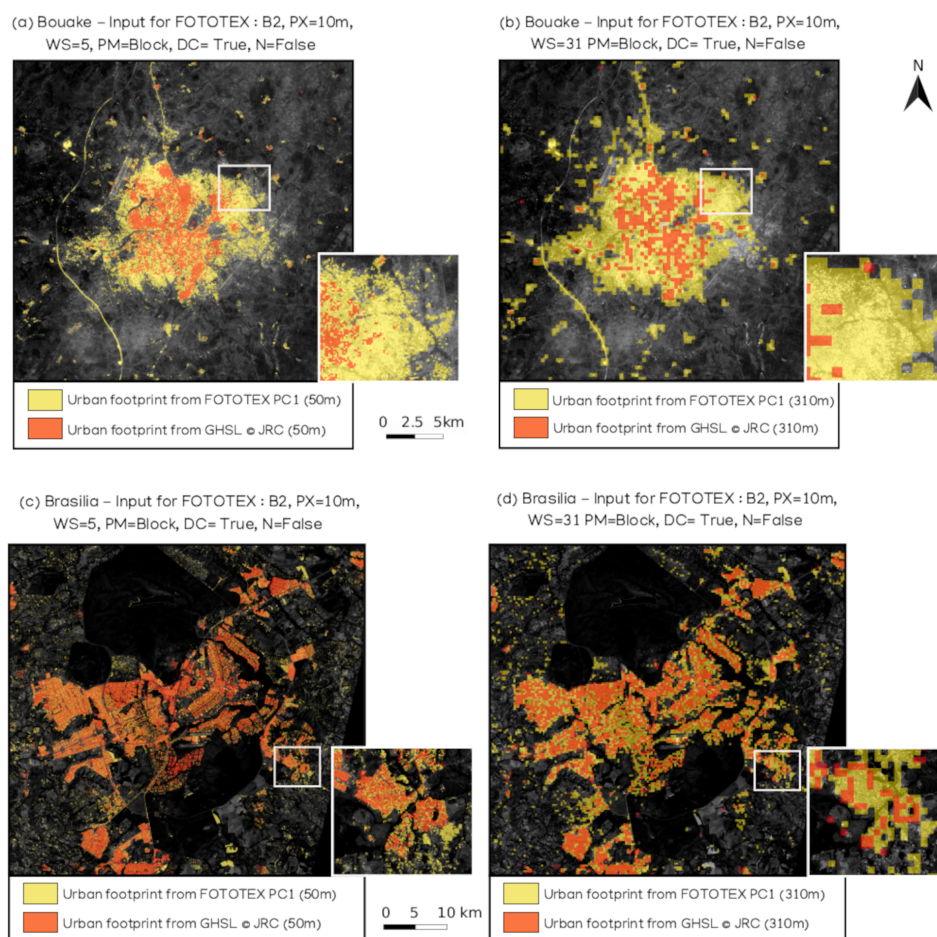 (a) Bouake – Input for FOTOTEX : B2, PX=10m,
WS=5, PM=Block, DC= True, N=False
(b) Bouake – Input for FOTOTEX : B2, PX=10m,
WS=31 PM=Block, DC= True, N=False
N
Urban footprint from FOTOTEX PC1 (50m)
Urban footprint from GHSL © JRC (50m)
0 2.5 5km
Urban footprint from FOTOTEX PC1 (310m)
Urban footprint from GHSL © JRC (310m)
(c) Brasilia – Input for FOTOTEX : B2, PX=10m,
WS=5, PM=Block, DC= True, N=False
(d) Brasilia – Input for FOTOTEX : B2, PX=10m,
WS=31 PM=Block, DC= True, N=False
Urban footprint from FOTOTEX PC1 (50m)
Urban footprint from GHSL © JRC (50m)
0 5 10 km
Urban footprint from FOTOTEX PC1 (310m)
Urban footprint from GHSL © JRC (310m)